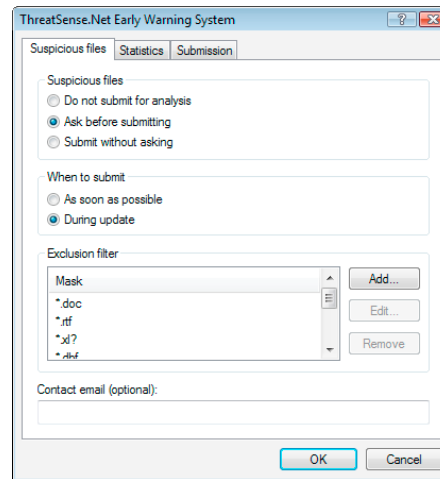 ThreatSense.Net Early Warning System
Suspicious files Statistics Submission
Suspicious files
Do not submit for analysis
Ask before submitting
Submit without asking
When to submit
As soon as possible
During update
Exclusion filter
Mask
*.doc
*.rtf
*.xl?
*.dbf
Add...
Edit...
Remove
Contact email (optional):
OK Cancel